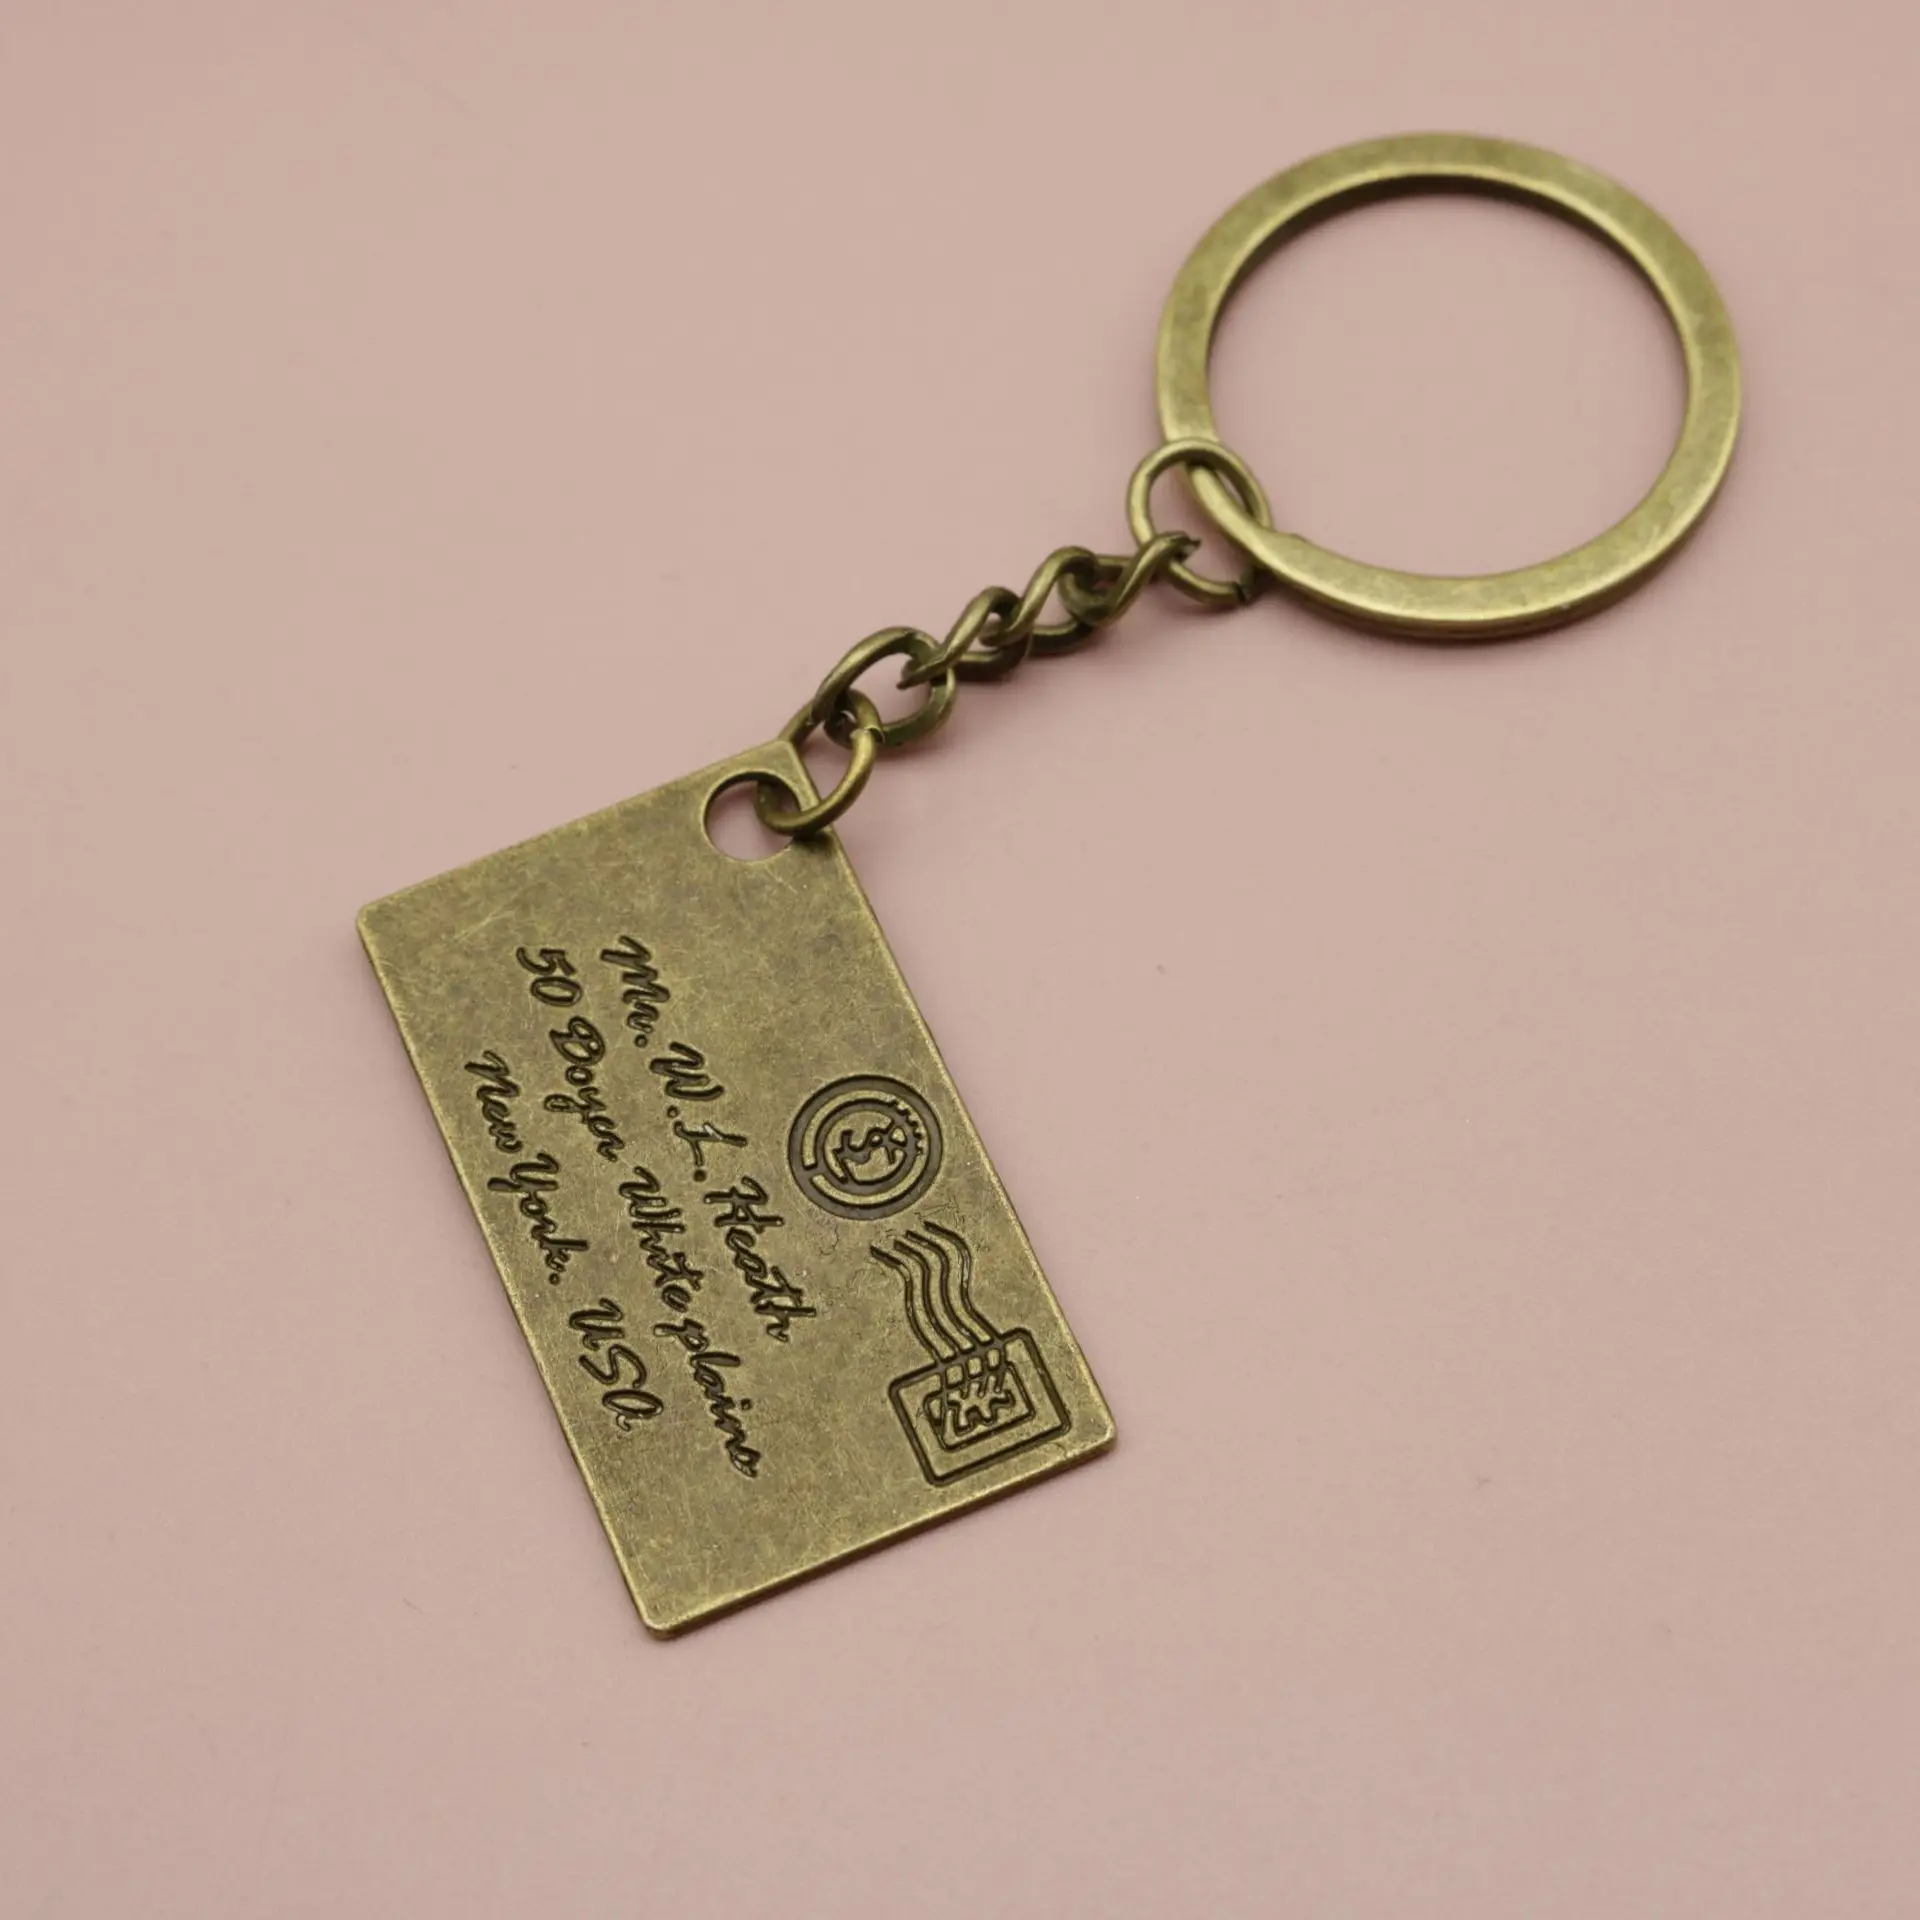 Mr. W.L. Heath
50 Doyer White plains
New York. USA